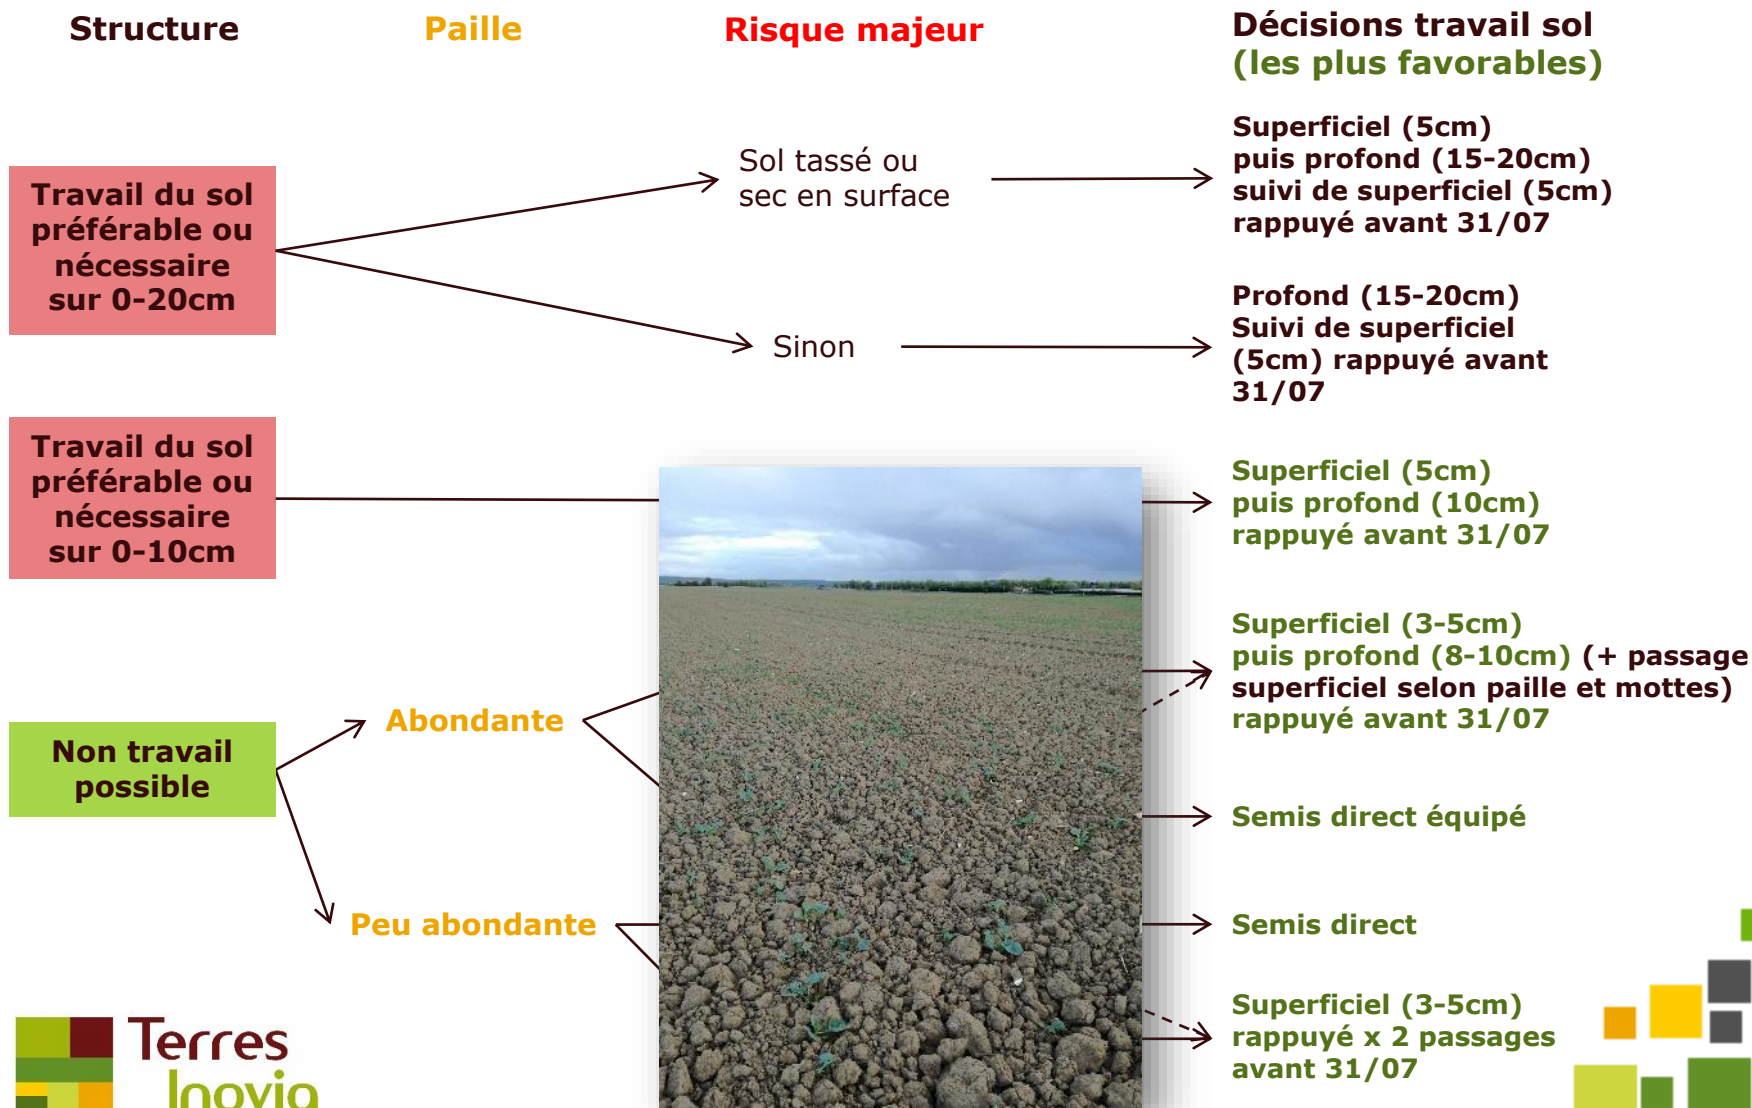 Structure
Paille
Risque majeur
Décisions travail sol
(les plus favorables)
Travail du sol
préférable ou
nécessaire
sur 0-20cm
Sol tassé ou
sec en surface
Superficiel (5cm)
puis profond (15-20cm)
suivi de superficiel (5cm)
rappuyé avant 31/07
Sinon
Profond (15-20cm)
Suivi de superficiel
(5cm) rappuyé avant
31/07
Travail du sol
préférable ou
nécessaire
sur 0-10cm
Superficiel (5cm)
puis profond (10cm)
rappuyé avant 31/07
Non travail
possible
Abondante
Superficiel (3-5cm)
puis profond (8-10cm) (+ passage
superficiel selon paille et mottes)
rappuyé avant 31/07
Semis direct équipé
Peu abondante
Semis direct
Superficiel (3-5cm)
rappuyé x 2 passages
avant 31/07
Terres
Inovia